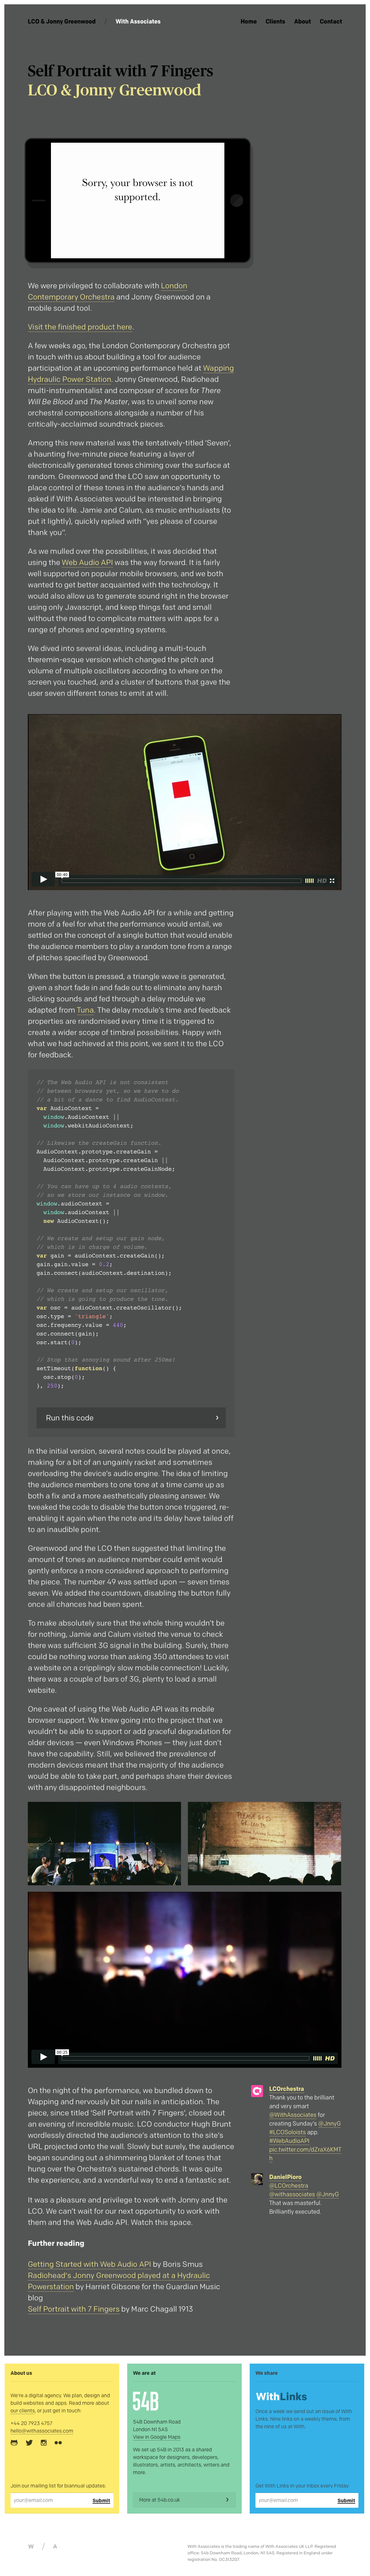 LCO & Jonny Greenwood / With Associates
Home Clients About Contact
Self Portrait with 7 Fingers
LCO & Jonny Greenwood
Sorry, your browser is not
supported.
We were privileged to collaborate with London
Contemporary Orchestra and Jonny Greenwood on a
mobile sound tool.
Visit the finished product here.
A few weeks ago, the London Contemporary Orchestra got
in touch with us about building a tool for audience
participation at an upcoming performance held at Wapping
Hydraulic Power Station. Jonny Greenwood, Radiohead
multi-instrumentalist and composer of scores for There
Will Be Blood and The Master, was to unveil some new
orchestral compositions alongside a number of his
critically-acclaimed soundtrack pieces.
Among this new material was the tentatively-titled ‘Seven’,
a haunting five-minute piece featuring a layer of
electronically generated tones chiming over the surface at
random. Greenwood and the LCO saw an opportunity to
place control of these tones in the audience’s hands and
asked if With Associates would be interested in bringing
the idea to life. Jamie and Calum, as music enthusiasts (to
put it lightly), quickly replied with “yes please of course
thank you”.
As we mulled over the possibilities, it was decided that
using the Web Audio API was the way forward. It is fairly
well supported on popular mobile browsers, and we both
wanted to get better acquainted with the technology. It
would also allow us to generate sound right in the browser
using only Javascript, and keep things fast and small
without the need to complicate matters with apps for a
range of phones and operating systems.
We dived into several ideas, including a multi-touch
theremin-esque version which changed the pitch and
volume of multiple oscillators according to where on the
screen you touched, and a cluster of buttons that gave the
user seven different tones to emit at will.
00:40
HD
After playing with the Web Audio API for a while and getting
more of a feel for what the performance would entail, we
settled on the concept of a single button that would enable
the audience members to play a random tone from a range
of pitches specified by Greenwood.
When the button is pressed, a triangle wave is generated,
given a short fade in and fade out to eliminate any harsh
clicking sounds and fed through a delay module we
adapted from Tuna. The delay module’s time and feedback
properties are randomised every time it is triggered to
create a wider scope of timbral possibilities. Happy with
what we had achieved at this point, we sent it to the LCO
for feedback.
// The Web Audio API is not consistent
// between browsers yet, so we have to do
// a bit of a dance to find AudioContext.
var AudioContext =
window.AudioContext ||
window.webkitAudioContext;
// Likewise the createGain function.
AudioContext.prototype.createGain =
AudioContext.prototype.createGain ||
AudioContext.prototype.createGainNode;
// You can have up to 4 audio contexts,
// so we store our instance on window.
window.audioContext =
window.audioContext ||
new AudioContext();
// We create and setup our gain node,
// which is in charge of volume.
var gain = audioContext.createGain();
gain.gain.value = 0.2;
gain.connect(audioContext.destination);
// We create and setup our oscillator,
// which is going to produce the tone.
var osc = audioContext.createOscillator();
osc.type = 'triangle';
osc.frequency.value = 440;
osc.connect(gain);
osc.start(0);
// Stop that annoying sound after 250ms!
setTimeout(function() {
osc.stop(0);
}, 250);
Run this code
In the initial version, several notes could be played at once,
making for a bit of an ungainly racket and sometimes
overloading the device’s audio engine. The idea of limiting
the audience members to one tone at a time came up as
both a fix and a more aesthetically pleasing answer. We
tweaked the code to disable the button once triggered, re-
enabling it again when the note and its delay have tailed off
to an inaudible point.
Greenwood and the LCO then suggested that limiting the
amount of tones an audience member could emit would
gently enforce a more considered approach to performing
the piece. The number 49 was settled upon — seven times
seven. We added the countdown, disabling the button fully
once all chances had been spent.
To make absolutely sure that the whole thing wouldn’t be
for nothing, Jamie and Calum visited the venue to check
there was sufficient 3G signal in the building. Surely, there
could be nothing worse than asking 350 attendees to visit
a website on a cripplingly slow mobile connection! Luckily,
there was a couple of bars of 3G, plenty to load a small
website.
One caveat of using the Web Audio API was its mobile
browser support. We knew going into the project that we
wouldn’t be able to support or add graceful degradation for
older devices — even Windows Phones — they just don’t
have the capability. Still, we believed the prevalence of
modern devices meant that the majority of the audience
would be able to take part, and perhaps share their devices
with any disappointed neighbours.
00:23
HD
On the night of the performance, we bundled down to
Wapping and nervously bit our nails in anticipation. The
piece, since titled ‘Self Portrait with 7 Fingers’, closed out
an evening of incredible music. LCO conductor Hugh Brunt
wordlessly directed the audience to the website’s URL
projected onto the wall. Slowly but surely, the audience
began sounding out a shimmering blanket of tones that
hung over the Orchestra’s sustained chords. It was quite
the experience, and a wonderful way to end a fantastic set.
It was a pleasure and privilege to work with Jonny and the
LCO. We can’t wait for our next opportunity to work with
them and the Web Audio API. Watch this space.
Further reading
Getting Started with Web Audio API by Boris Smus
Radiohead’s Jonny Greenwood played at a Hydraulic
Powerstation by Harriet Gibsone for the Guardian Music
blog
Self Portrait with 7 Fingers by Marc Chagall 1913
LCOrchestra
Thank you to the brilliant
and very smart
@WithAssociates for
creating Sunday's @JnnyG
#LCOSoloists app.
#WebAudioAPI
pic.twitter.com/dZraX6KMT
h
DanielPioro
@LCOrchestra
@withassociates @JnnyG
That was masterful.
Brilliantly executed.
About us
We're a digital agency. We plan, design and
build websites and apps. Read more about
our clients, or just get in touch:
+44 20 7923 4757
hello@withassociates.com
Join our mailing list for biannual updates:
your@email.com Submit
We are at
54B
54B Downham Road
London N1 5AS
View in Google Maps
We set up 54B in 2013 as a shared
workspace for designers, developers,
illustrators, artists, architects, writers and
more.
More at 54b.co.uk
We share
WithLinks
Once a week we send out an issue of With
Links. Nine links on a weekly theme, from
the nine of us at With.
Get With Links in your inbox every Friday:
your@email.com Submit
W / A
With Associates is the trading name of With Associates UK LLP. Registered
office: 54b Downham Road, London, N1 5AS. Registered in England under
registration No. OC313207.